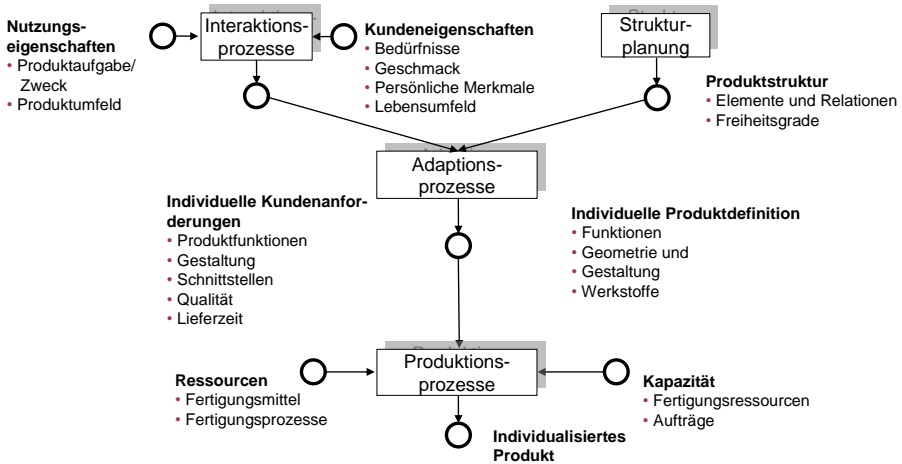 Nutzungs-
eigenschaften
• Produktaufgabe/
Zweck
• Produktumfeld
Interaktions-
prozesse
Kundeneigenschaften
• Bedürfnisse
• Geschmack
• Persönliche Merkmale
• Lebensumfeld
Struktur-
planung
Produktstruktur
• Elemente und Relationen
• Freiheitsgrade
Adaptions-
prozesse
Individuelle Kundenanfor-
derungen
• Produktfunktionen
• Gestaltung
• Schnittstellen
• Qualität
• Lieferzeit
Individuelle Produktdefinition
• Funktionen
• Geometrie und
• Gestaltung
• Werkstoffe
Produktions-
prozesse
Ressourcen
• Fertigungsmittel
• Fertigungsprozesse
Kapazität
• Fertigungsressourcen
• Aufträge
Individualisiertes
Produkt